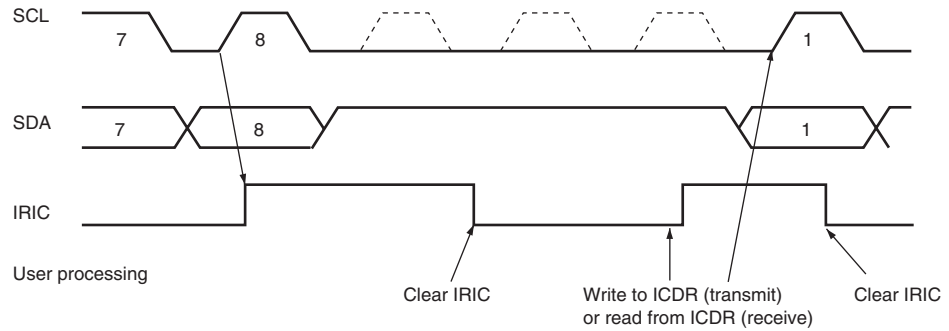 SCL
7
8
1
SDA
7
8
1
IRIC
User processing
Clear IRIC
Write to ICDR (transmit)
or read from ICDR (receive)
Clear IRIC